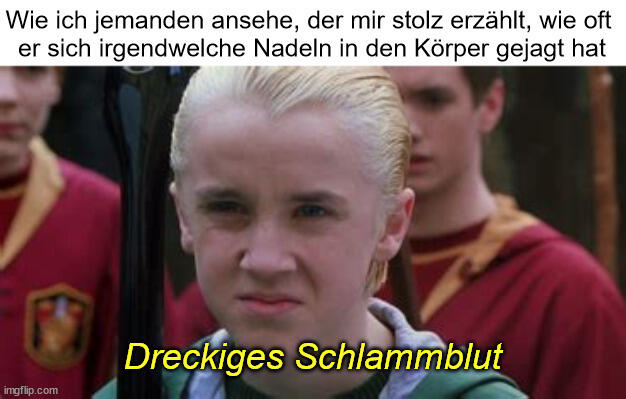 Wie ich jemanden ansehe, der mir stolz erzählt, wie oft
er sich irgendwelche Nadeln in den Körper gejagt hat
Dreckiges Schlammblut
imgflip.com